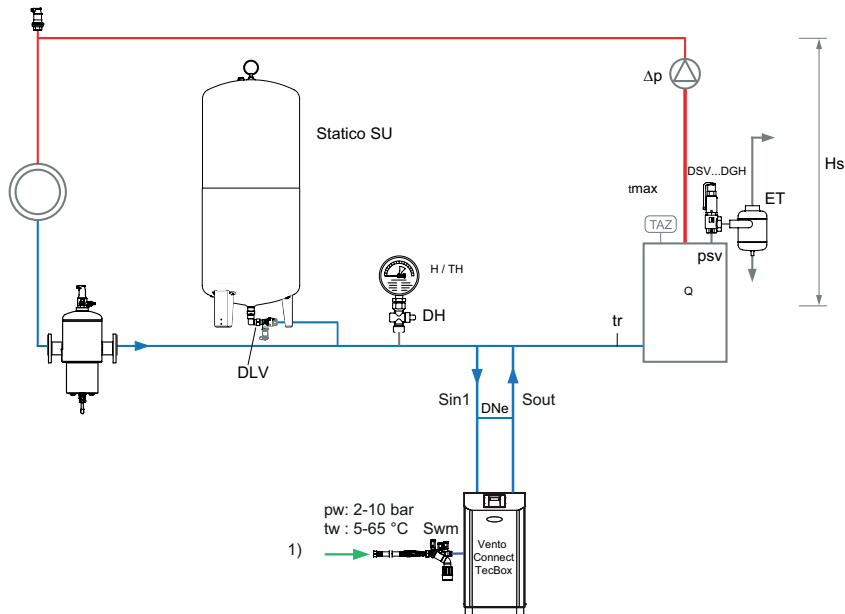 Δp
Statico SU
Hs
DSV...DGH
tmax
ET
TAZ
psv
H / TH
Q
DH
tr
DLV
Sin1
Sout
DNe
pw: 2-10 bar
tw : 5-65 °C
Swm
1)
Vento
Connect
TecBox